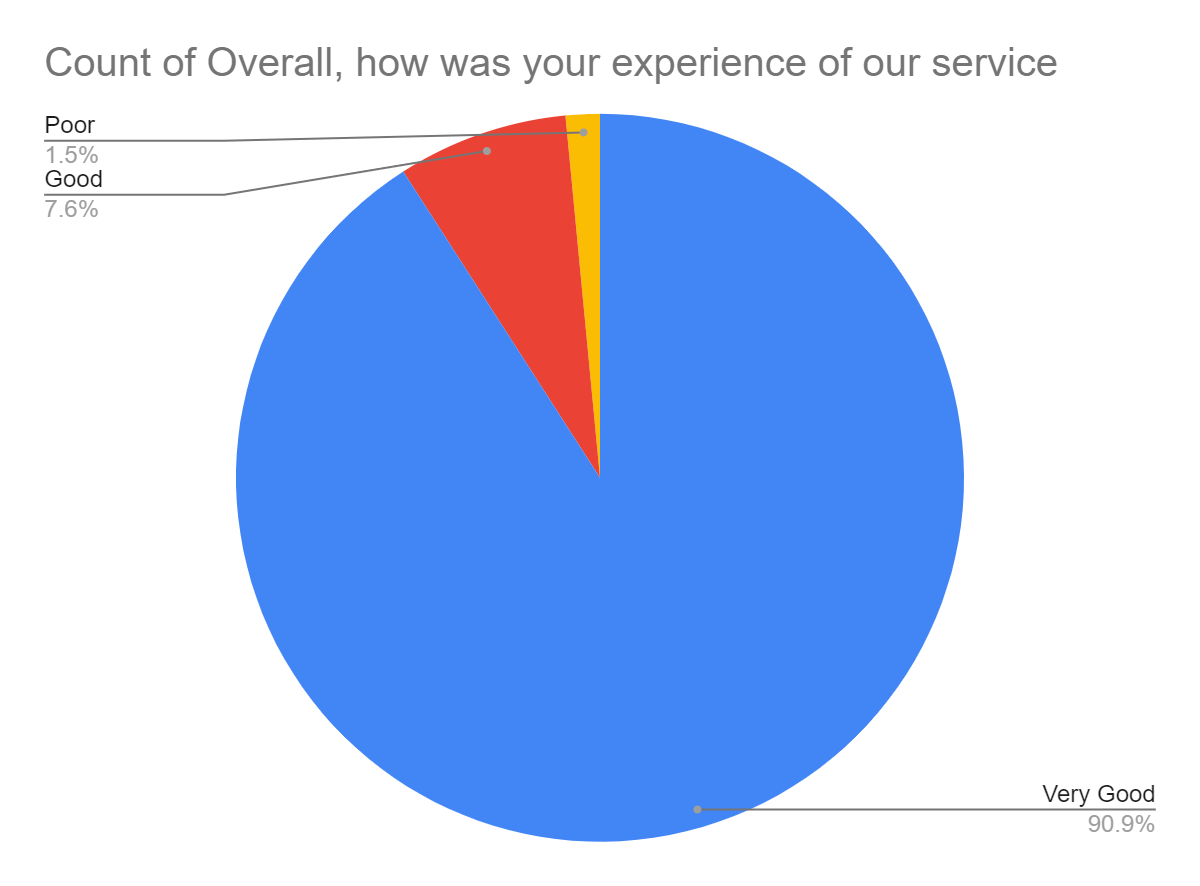 Count of Overall, how was your experience of our service
Poor
1.5%
Good
7.6%
Very Good
90.9%